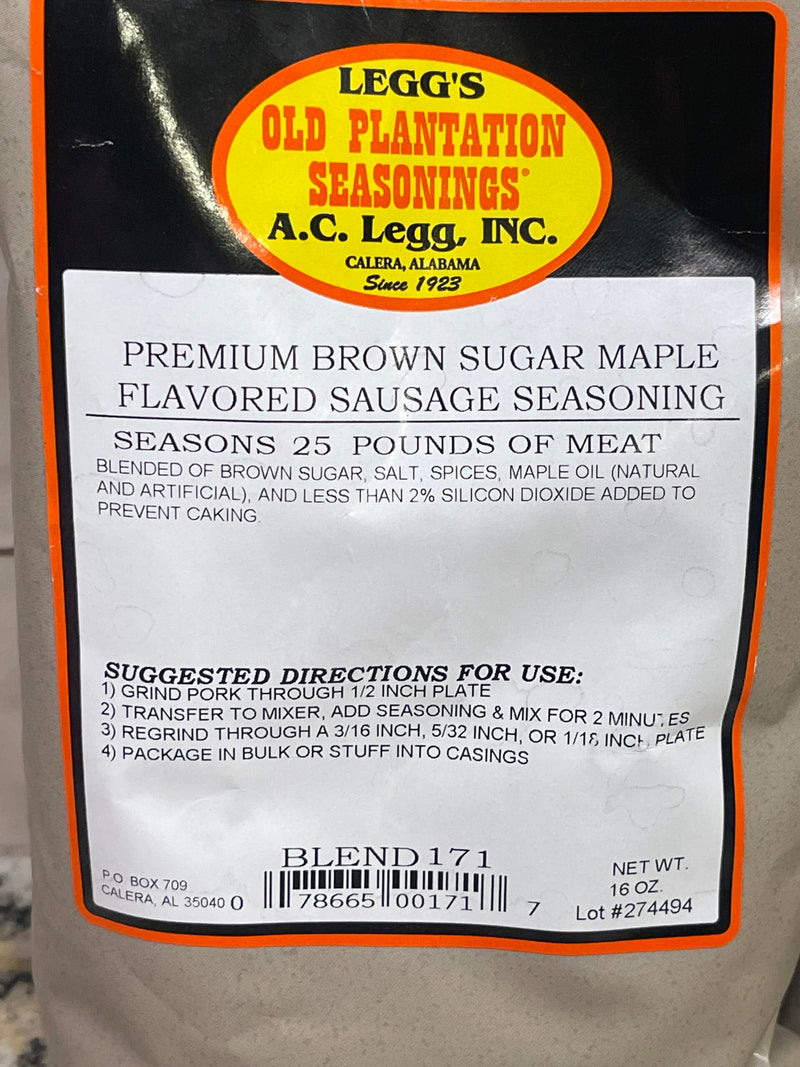 LEGG'S
OLD PLANTATION
SEASONINGS®
A.C. Legg, INC.
CALERA, ALABAMA
Since 1923
PREMIUM BROWN SUGAR MAPLE
FLAVORED SAUSAGE SEASONING
SEASONS 25 POUNDS OF MEAT
BLENDED OF BROWN SUGAR, SALT, SPICES, MAPLE OIL (NATURAL
AND ARTIFICIAL), AND LESS THAN 2% SILICON DIOXIDE ADDED TO
PREVENT CAKING.
SUGGESTED DIRECTIONS FOR USE:
1) GRIND PORK THROUGH 1/2 INCH PLATE
2) TRANSFER TO MIXER, ADD SEASONING & MIX FOR 2 MINUTES
3) REGRIND THROUGH A 3/16 INCH, 5/32 INCH, OR INCH PLATE
4) PACKAGE IN BULK OR STUFF INTO CASINGS
BLEND 171
P.O. BOX 709
CALERA, AL 35040
0 78665 00171 7
NET WT.
16 OZ.
Lot #274494